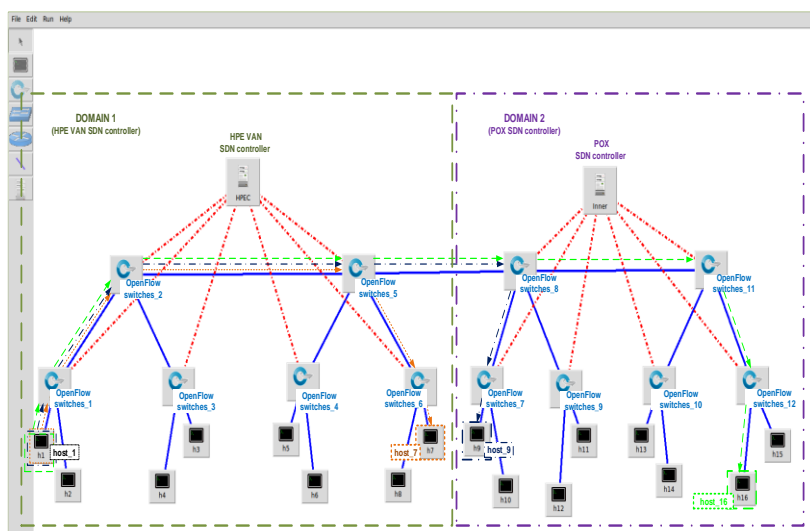 File Edit Run Help
DOMAIN 1
(HPE VAN SDN controller)
HPE VAN
SDN controller
DOMAIN 2
(POX SDN controller)
POX
SDN controller
HPEC
Inner
OpenFlow
switches_2
OpenFlow
switches_5
OpenFlow
switches_8
OpenFlow
switches_11
OpenFlow
switches_1
OpenFlow
switches_3
OpenFlow
switches_4
OpenFlow
switches_6
OpenFlow
switches_7
OpenFlow
switches_9
OpenFlow
switches_10
OpenFlow
switches_12
h1
host_1
h3
h5
host_7
h7
h9
host_9
h11
h13
h15
h2
h4
h6
h8
h10
h12
h14
host_16
h16